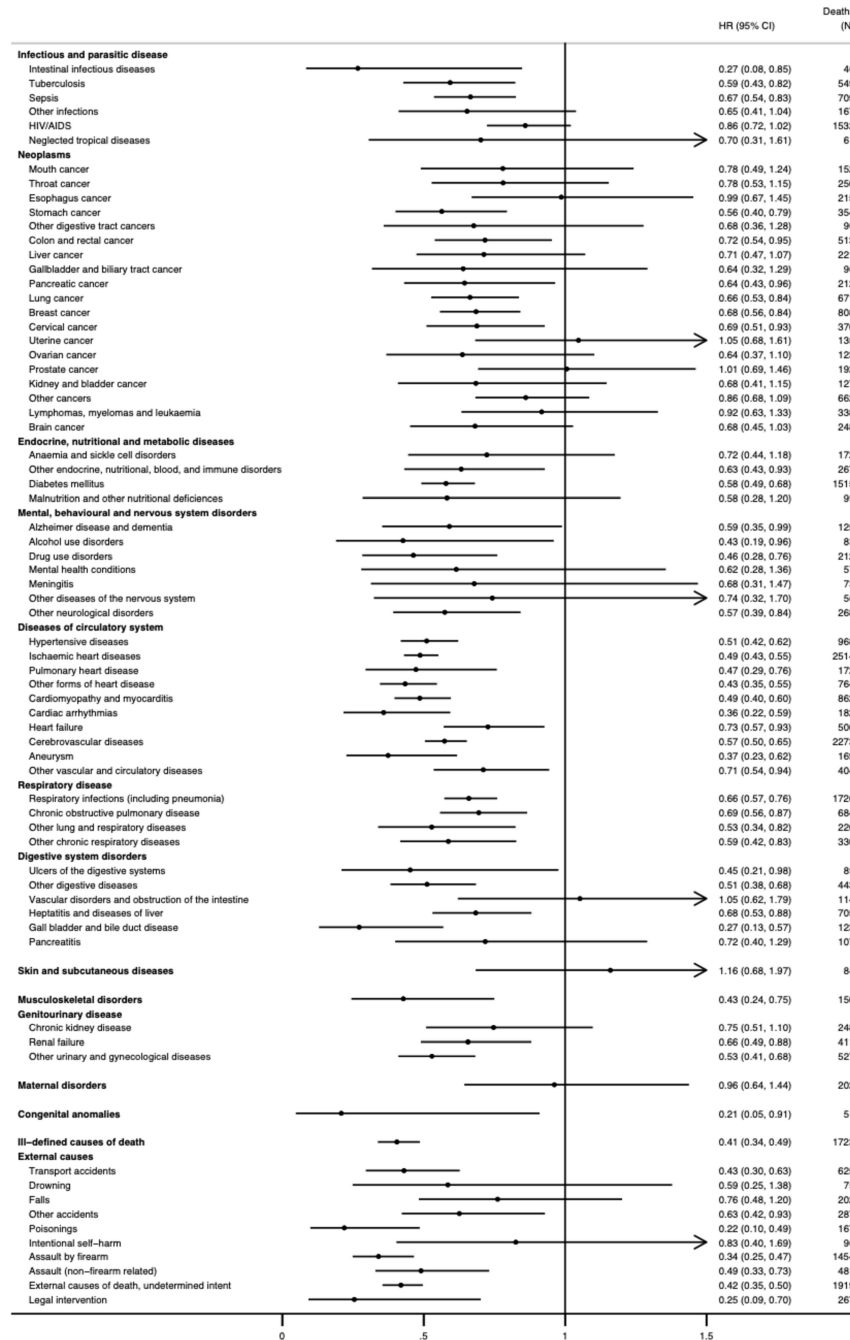 Death
HR (95% CI) (N
Infectious and parasitic disease
Intestinal infectious diseases 0.27 (0.08, 0.85)
Tuberculosis 0.59 (0.43, 0.82)
Sepsis 0.67 (0.54, 0.83)
Other infections 0.65 (0.41, 1.04)
HIV/AIDS 0.86 (0.72, 1.02)
Neglected tropical diseases 0.70 (0.31, 1.61)
Neoplasms
Mouth cancer 0.78 (0.49, 1.24)
Throat cancer 0.78 (0.53, 1.15)
Esophagus cancer 0.99 (0.67, 1.45)
Stomach cancer 0.56 (0.40, 0.79)
Other digestive tract cancers 0.68 (0.36, 1.28)
Colon and rectal cancer 0.72 (0.54, 0.95)
Liver cancer 0.71 (0.47, 1.07)
Gallbladder and biliary tract cancer 0.64 (0.32, 1.29)
Pancreatic cancer 0.64 (0.43, 0.96)
Lung cancer 0.66 (0.53, 0.84)
Breast cancer 0.68 (0.56, 0.84)
Cervical cancer 0.69 (0.51, 0.93)
Uterine cancer 1.05 (0.68, 1.61)
Ovarian cancer 0.64 (0.37, 1.10)
Prostate cancer 1.01 (0.69, 1.46)
Kidney and bladder cancer 0.68 (0.41, 1.15)
Other cancers 0.86 (0.68, 1.09)
Lymphomas, myelomas and leukaemia 0.92 (0.63, 1.33)
Brain cancer 0.68 (0.45, 1.03)
Endocrine, nutritional and metabolic diseases
Anaemia and sickle cell disorders 0.72 (0.44, 1.18)
Other endocrine, nutritional, blood, and immune disorders 0.63 (0.43, 0.93)
Diabetes mellitus 0.58 (0.49, 0.68)
Malnutrition and other nutritional deficiences 0.58 (0.28, 1.20)
Mental, behavioural and nervous system disorders
Alzheimer disease and dementia 0.59 (0.35, 0.99)
Alcohol use disorders 0.43 (0.19, 0.96)
Drug use disorders 0.46 (0.28, 0.76)
Mental health conditions 0.62 (0.28, 1.36)
Meningitis 0.68 (0.31, 1.47)
Other diseases of the nervous system 0.74 (0.32, 1.70)
Other neurological disorders 0.57 (0.39, 0.84)
Diseases of circulatory system
Hypertensive diseases 0.51 (0.42, 0.62)
Ischaemic heart diseases 0.49 (0.43, 0.55)
Pulmonary heart disease 0.47 (0.29, 0.76)
Other forms of heart disease 0.43 (0.35, 0.55)
Cardiomyopathy and myocarditis 0.49 (0.40, 0.60)
Cardiac arrhythmias 0.36 (0.22, 0.59)
Heart failure 0.73 (0.57, 0.93)
Cerebrovascular diseases 0.57 (0.50, 0.65)
Aneurysm 0.37 (0.23, 0.62)
Other vascular and circulatory diseases 0.71 (0.54, 0.94)
Respiratory disease
Respiratory infections (including pneumonia) 0.66 (0.57, 0.76)
Chronic obstructive pulmonary disease 0.69 (0.56, 0.87)
Other lung and respiratory diseases 0.53 (0.34, 0.82)
Other chronic respiratory diseases 0.59 (0.42, 0.83)
Digestive system disorders
Ulcers of the digestive systems 0.45 (0.21, 0.98)
Other digestive diseases 0.51 (0.38, 0.68)
Vascular disorders and obstruction of the intestine 1.05 (0.62, 1.79)
Heptatitis and diseases of liver 0.68 (0.53, 0.88)
Gall bladder and bile duct disease 0.27 (0.13, 0.57)
Pancreatitis 0.72 (0.40, 1.29)
Skin and subcutaneous diseases 1.16 (0.68, 1.97)
Musculoskeletal disorders 0.43 (0.24, 0.75)
Genitourinary disease
Chronic kidney disease 0.75 (0.51, 1.10)
Renal failure 0.66 (0.49, 0.88)
Other urinary and gynecological diseases 0.53 (0.41, 0.68)
Maternal disorders 0.96 (0.64, 1.44)
Congenital anomalies 0.21 (0.05, 0.91)
Ill–defined causes of death 0.41 (0.34, 0.49)
External causes
Transport accidents 0.43 (0.30, 0.63)
Drowning 0.59 (0.25, 1.38)
Falls 0.76 (0.48, 1.20)
Other accidents 0.63 (0.42, 0.93)
Poisonings 0.22 (0.10, 0.49)
Intentional self–harm 0.83 (0.40, 1.69)
Assault by firearm 0.34 (0.25, 0.47)
Assault (non–firearm related) 0.49 (0.33, 0.73)
External causes of death, undetermined intent 0.42 (0.35, 0.50)
Legal intervention 0.25 (0.09, 0.70)
0 .5 1 1.5